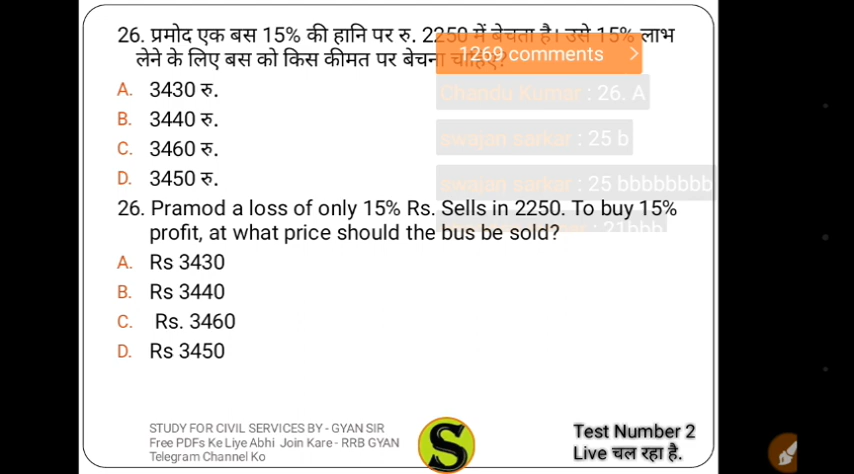 26. प्रमोद एक बस 15% की हानि पर रु. 2250 में बेचता है। उसे 15% लाभ
लेने के लिए बस को किस कीमत पर बेचना चाहिए?
1269 comments >
A. 3430 रु.
Chandu Kumar : 26. A
B. 3440 रु.
swajan sarkar : 25 b
C. 3460 रु.
D. 3450 रु.
swajan sarkar : 25 bbbbbbbb
26. Pramod a loss of only 15% Rs. Sells in 2250. To buy 15%
profit, at what price should the bus be sold?
: 21bbb
A. Rs 3430
B. Rs 3440
C. Rs. 3460
D. Rs 3450
STUDY FOR CIVIL SERVICES BY - GYAN SIR
Free PDFs Ke Liye Abhi Join Kare - RRB GYAN
Telegram Channel Ko
S
Test Number 2
Live चल रहा है.